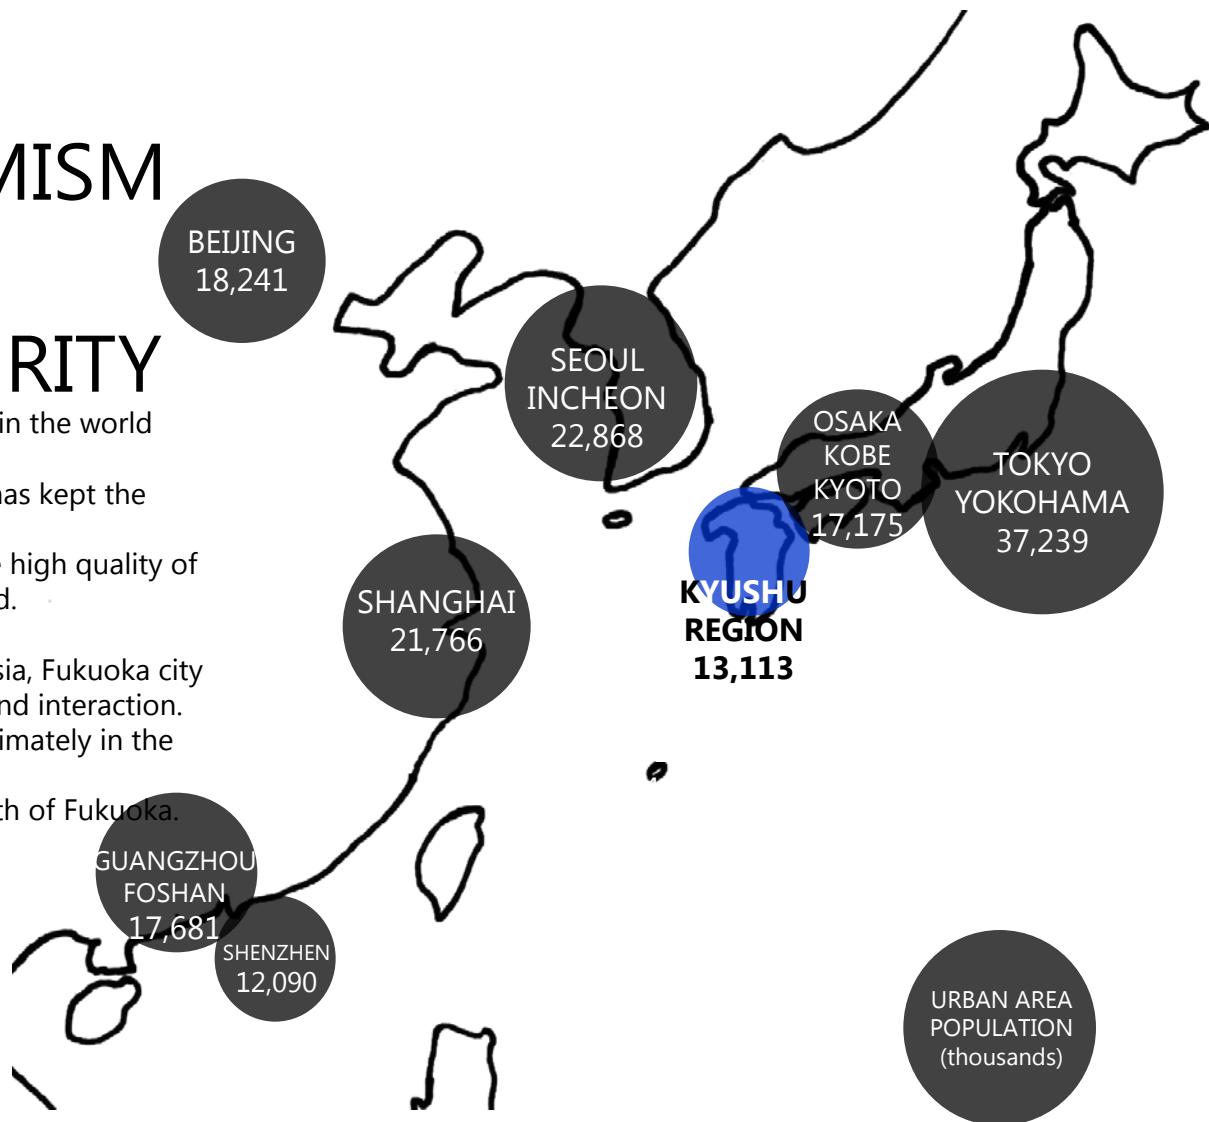 MISM
RITY
in the world
has kept the
high quality of
d.
sia, Fukuoka city
nd interaction.
imately in the
th of Fukuoka.
BEIJING
18,241
SEOUL
INCHEON
22,868
OSAKA
KOBE
KYOTO
17,175
TOKYO
YOKOHAMA
37,239
KYUSHU
REGION
13,113
SHANGHAI
21,766
GUANGZHOU
FOSHAN
17,681
SHENZHEN
12,090
URBAN AREA
POPULATION
(thousands)